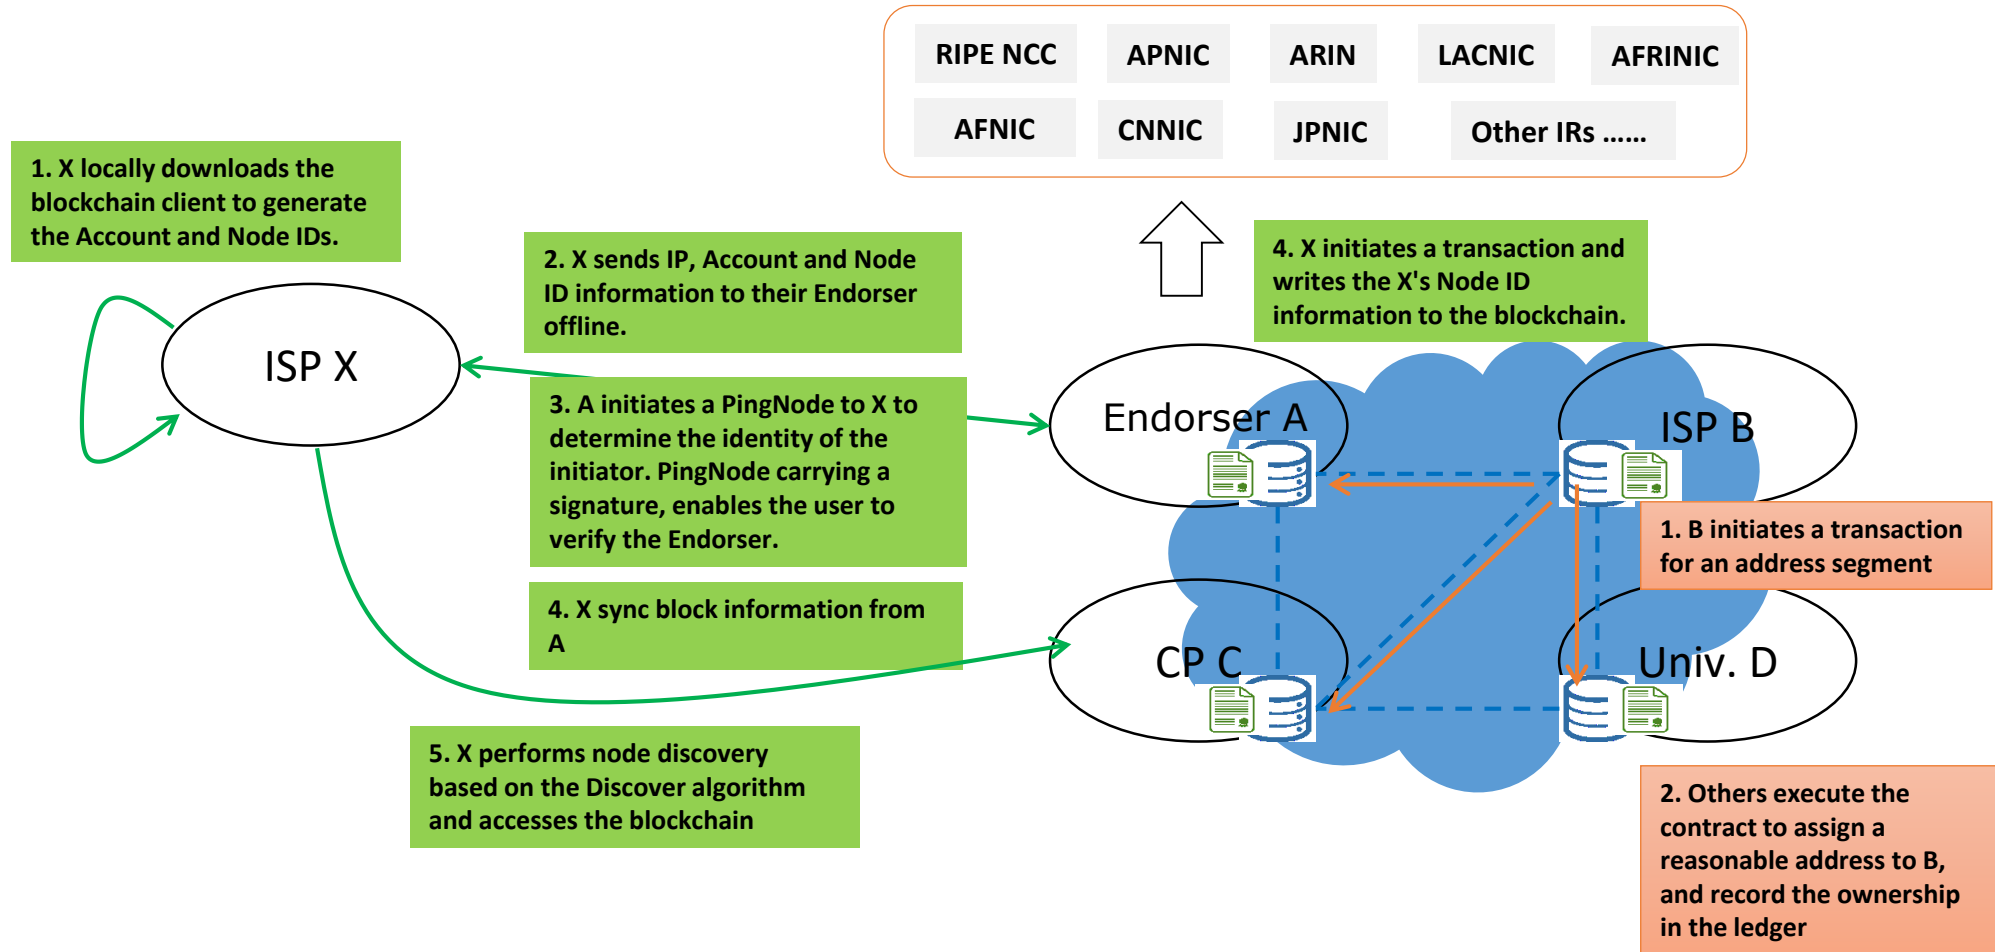 RIPE NCC
APNIC
ARIN
LACNIC
AFRINIC
AFNIC
CNNIC
JPNIC
Other IRs ......
1. X locally downloads the
blockchain client to generate
the Account and Node IDs.
2. X sends IP, Account and Node
ID information to their Endorser
offline.
4. X initiates a transaction and
writes the X's Node ID
information to the blockchain.
ISP X
3. A initiates a PingNode to X to
determine the identity of the
initiator. PingNode carrying a
signature, enables the user to
verify the Endorser.
Endorser A
ISP B
1. B initiates a transaction
for an address segment
4. X sync block information from
A
CP C
Univ. D
5. X performs node discovery
based on the Discover algorithm
and accesses the blockchain
2. Others execute the
contract to assign a
reasonable address to B,
and record the ownership
in the ledger